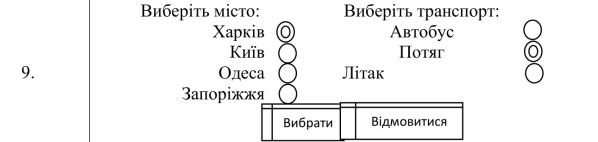 Виберіть місто: Виберіть транспорт:
Харків Автобус
Київ Потяг
9. Одеса Літак
Запоріжжя
Вибрати Відмовитися